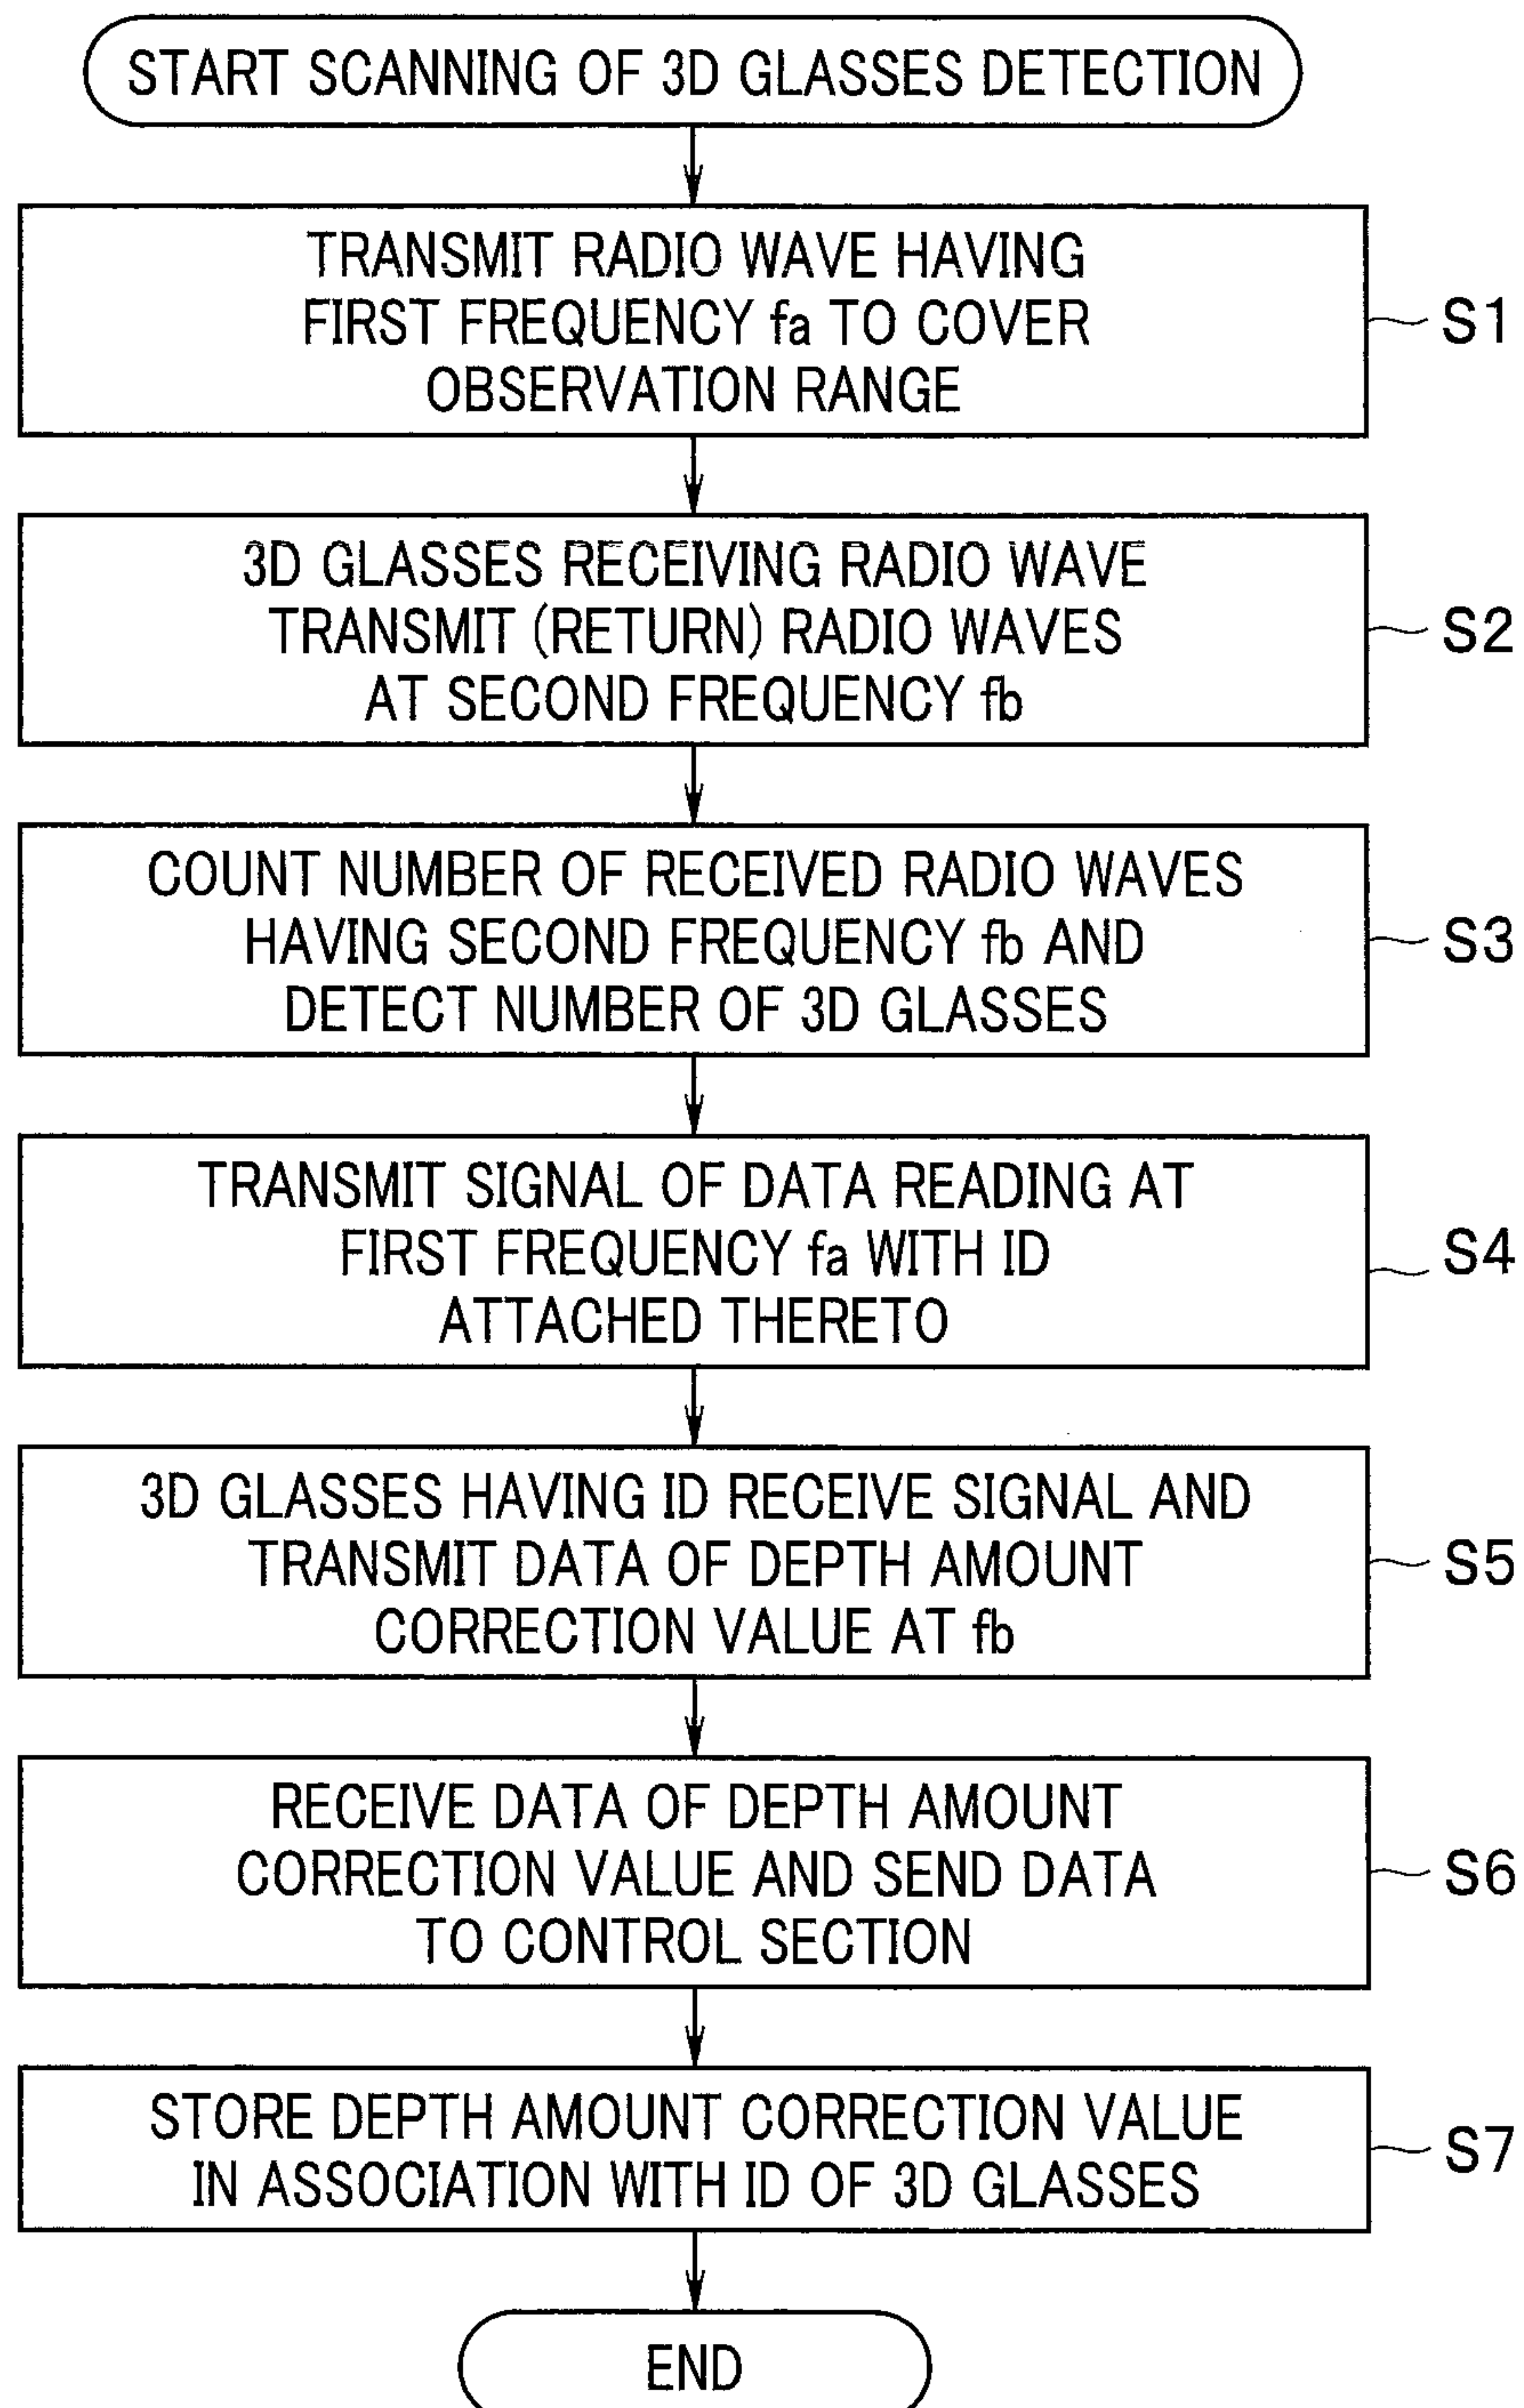 START SCANNING OF 3D GLASSES DETECTION
TRANSMIT RADIO WAVE HAVING
FIRST FREQUENCY fa TO COVER
OBSERVATION RANGE
S1
3D GLASSES RECEIVING RADIO WAVE
TRANSMIT (RETURN) RADIO WAVES
AT SECOND FREQUENCY fb
S2
COUNT NUMBER OF RECEIVED RADIO WAVES
HAVING SECOND FREQUENCY fb AND
DETECT NUMBER OF 3D GLASSES
S3
TRANSMIT SIGNAL OF DATA READING AT
FIRST FREQUENCY fa WITH ID
ATTACHED THERETO
S4
3D GLASSES HAVING ID RECEIVE SIGNAL AND
TRANSMIT DATA OF DEPTH AMOUNT
CORRECTION VALUE AT fb
S5
RECEIVE DATA OF DEPTH AMOUNT
CORRECTION VALUE AND SEND DATA
TO CONTROL SECTION
S6
STORE DEPTH AMOUNT CORRECTION VALUE
IN ASSOCIATION WITH ID OF 3D GLASSES
S7
END